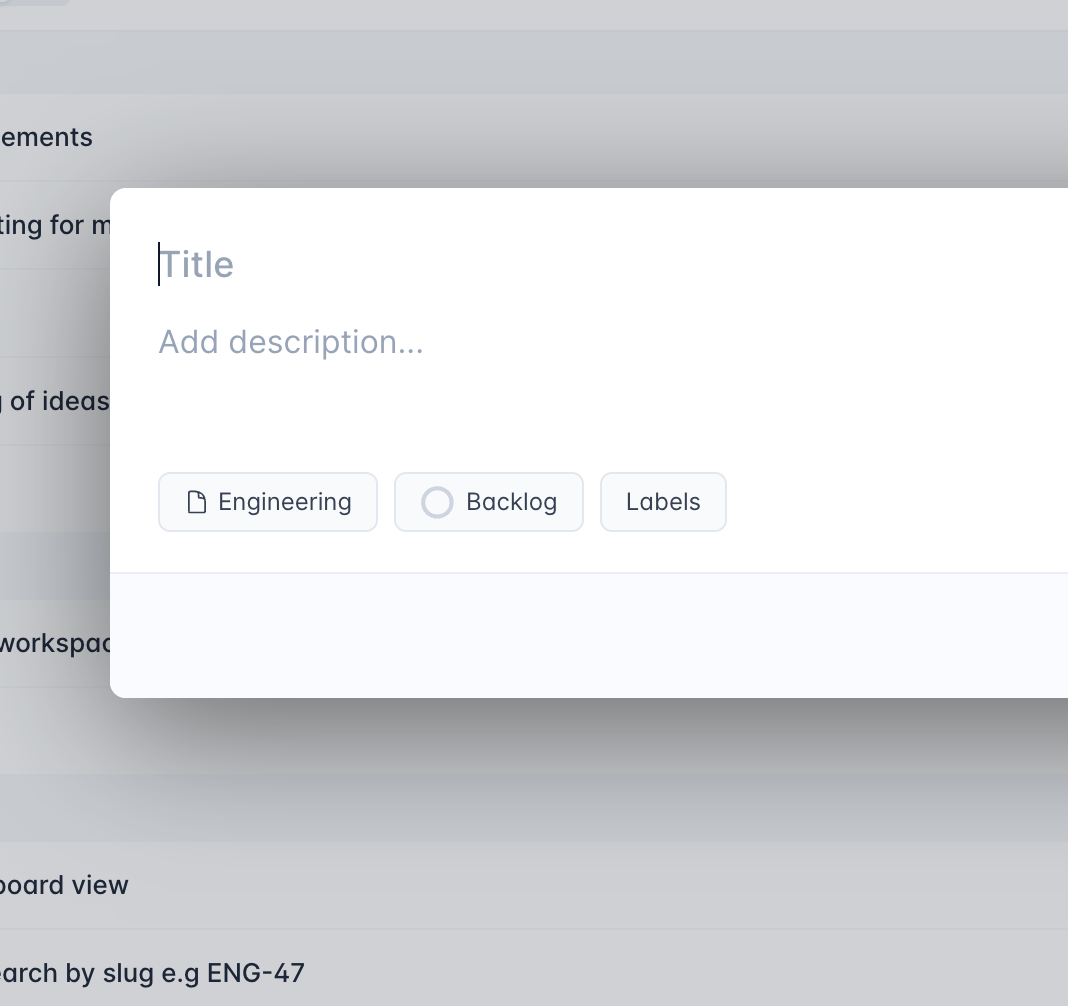 ements
ting for m
Title
Add description...
of ideas
Engineering Backlog Labels
workspac
board view
earch by slug e.g ENG-47